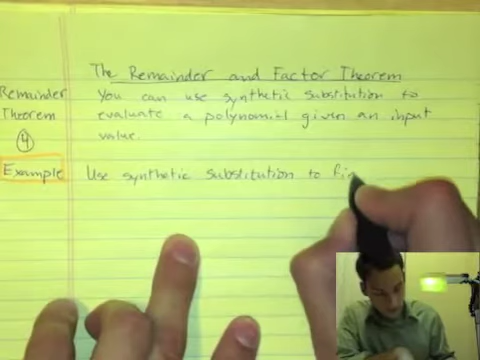 The Remainder and Factor Theorem
Remainder
Theorem
4
You can use synthetic substitution to
evaluate a polynomial given an input
value.
Example
Use synthetic substitution to fi